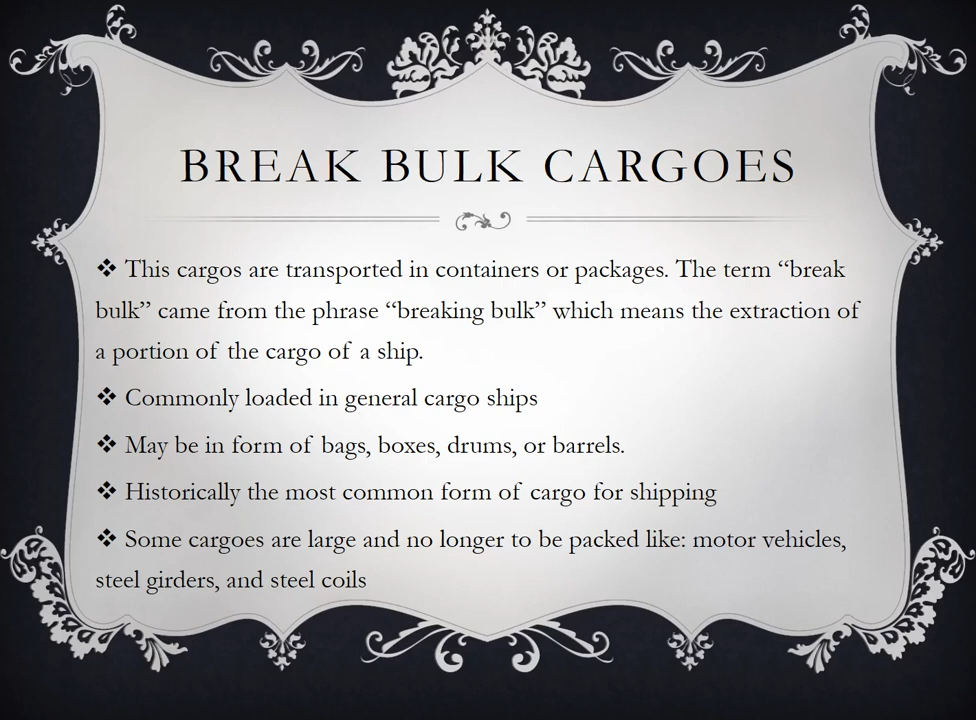 BREAK BULK CARGOES
❖ This cargos are transported in containers or packages. The term “break
bulk” came from the phrase “breaking bulk” which means the extraction of
a portion of the cargo of a ship.
❖ Commonly loaded in general cargo ships
❖ May be in form of bags, boxes, drums, or barrels.
❖ Historically the most common form of cargo for shipping
❖ Some cargoes are large and no longer to be packed like: motor vehicles,
steel girders, and steel coils